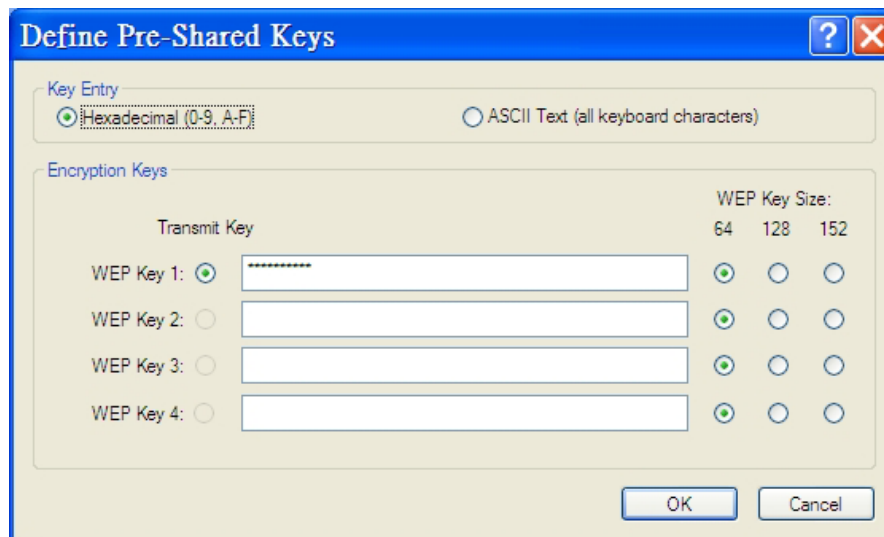 Define Pre-Shared Keys
Key Entry
Hexadecimal (0-9, A-F)
ASCII Text (all keyboard characters)
Encryption Keys
WEP Key Size:
Transmit Key
64 128 152
WEP Key 1: **********
WEP Key 2:
WEP Key 3:
WEP Key 4:
OK
Cancel